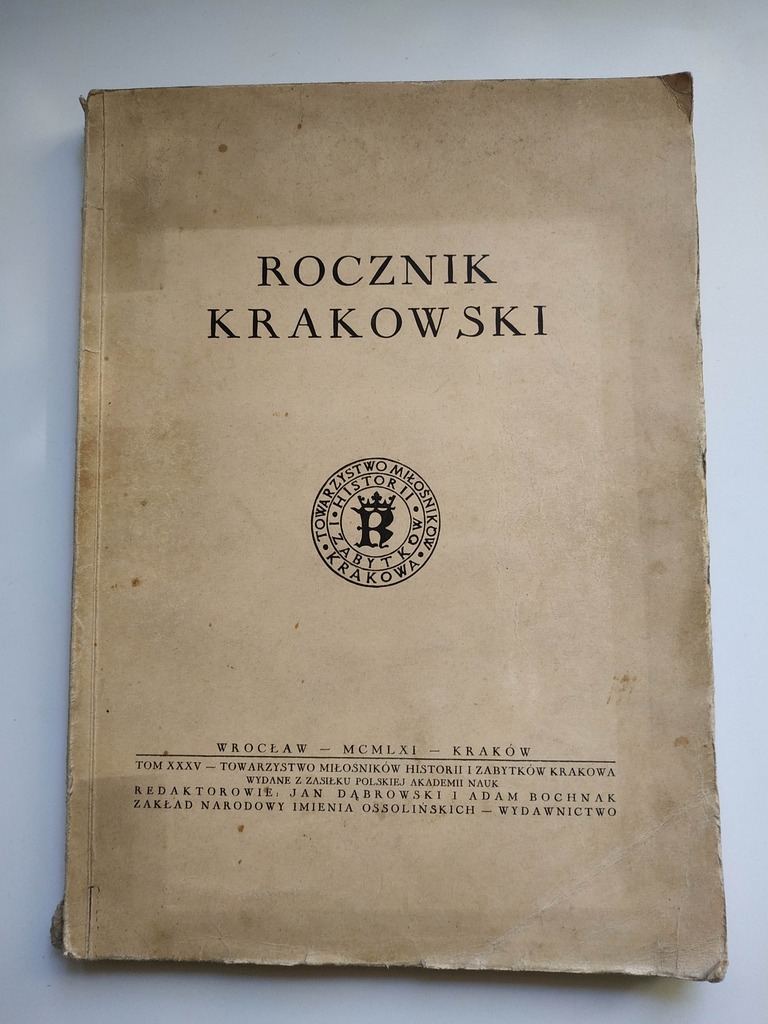 ROCZNIK
KRAKOWSKI
TOWARZYSTWO MIŁOŚNIKÓW
KRAKOWA
HISTORII
I ZABYTKÓW
K
WROCŁAW — MCMLXI — KRAKÓW
TOM XXXV — TOWARZYSTWO MIŁOSNIKÓW HISTORII I ZABYTKÓW KRAKOWA
WYDANE Z ZASIŁKU POLSKIEJ AKADEMII NAUK
REDAKTOROWIE: JAN DĄBROWSKI I ADAM BOCHNAK
ZAKŁAD NARODOWY IMIENIA OSSOLIŃSKICH — WYDAWNICTWO